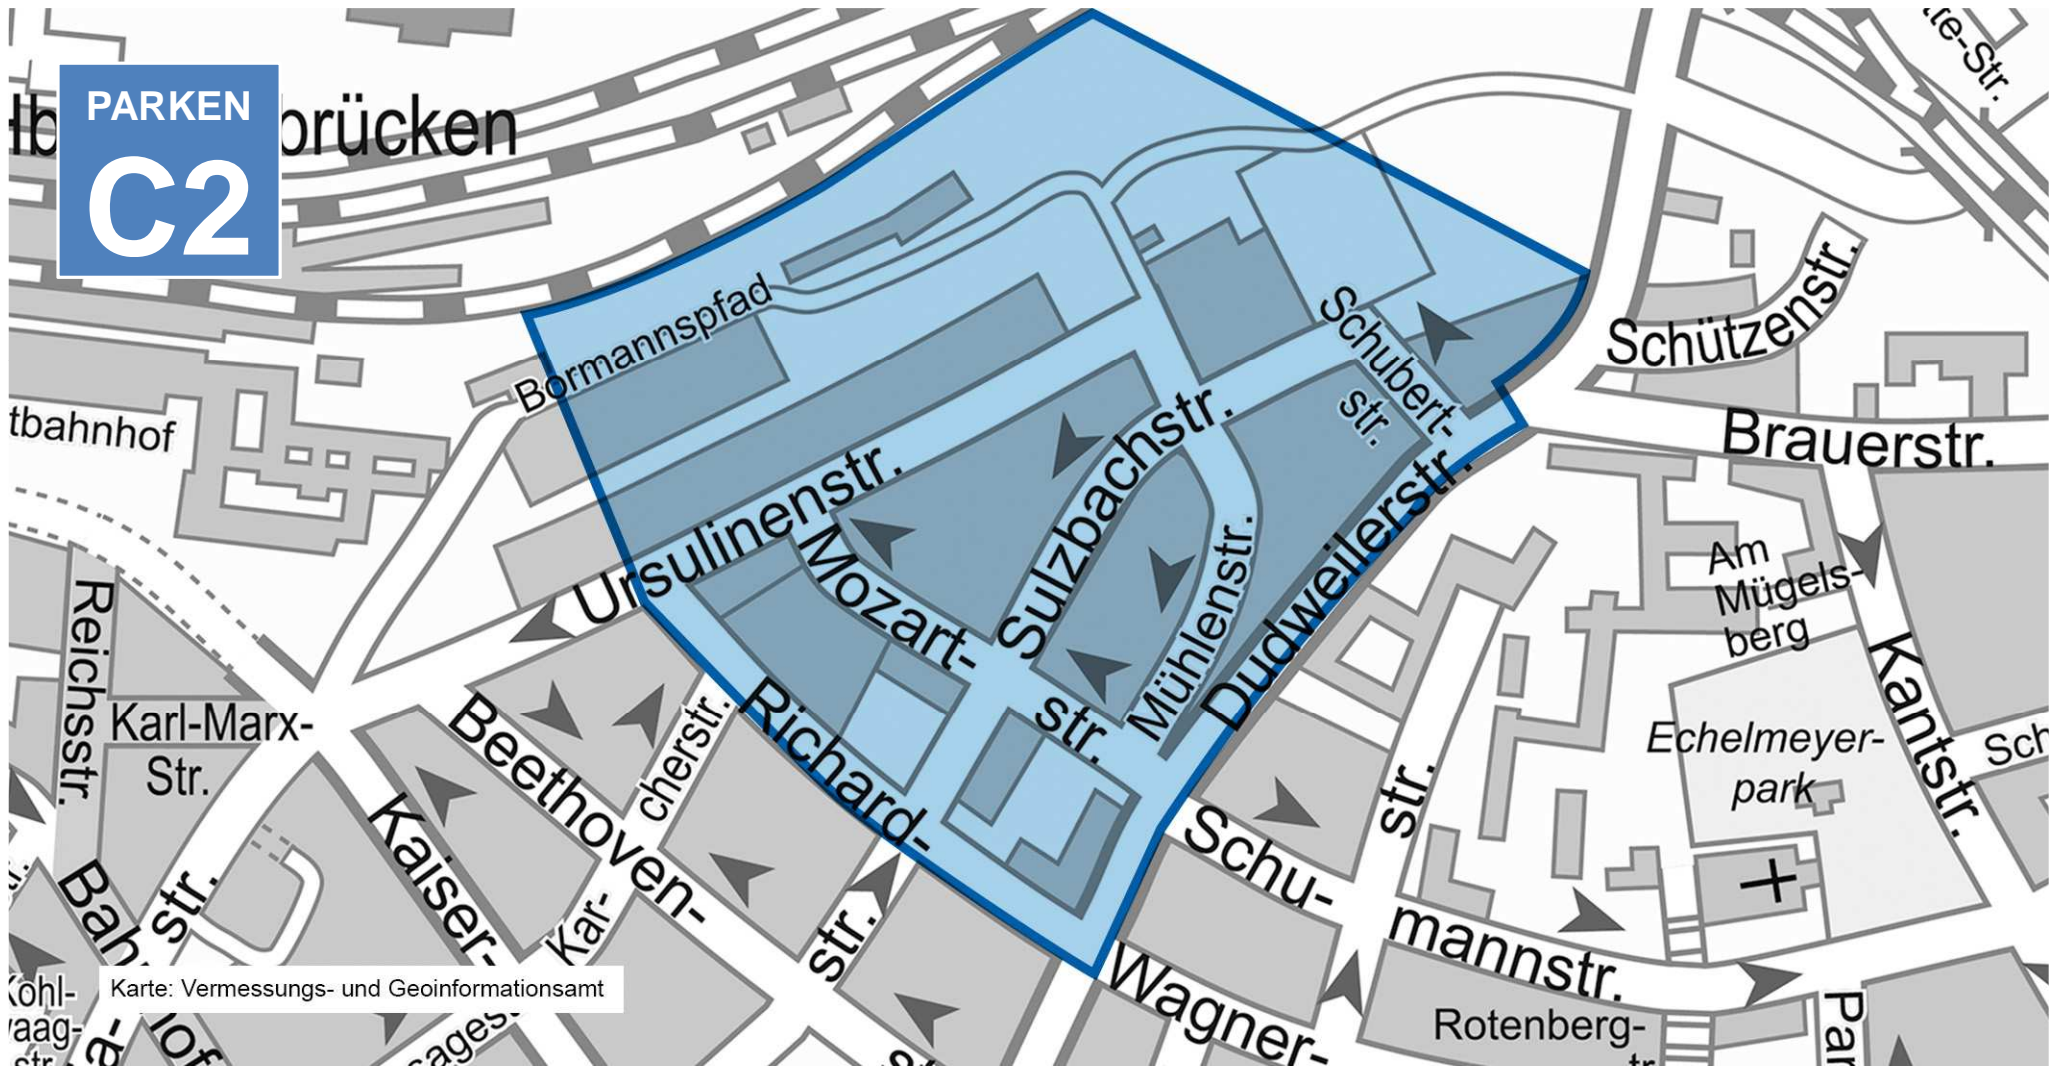 PARKEN
C2
brücken
tbahnhof
Bormannspfad
Schubert-
str.
Schützenstr.
Brauerstr.
Ursulinenstr.
Sulzbachstr.
Mozart-
str.
Mühlenstr.
Dudweilerstr.
Am
Mügels-
berg
Kantstr.
Echelmeyer-
park
Reichsstr.
Karl-Marx-
Str.
Beethoven-
str.
Richard-
Wagner-
Kaiser-
Kar-
cherstr.
Schu-
mannstr.
str.
str.
Rotenberg-
Karte: Vermessungs- und Geoinformationsamt